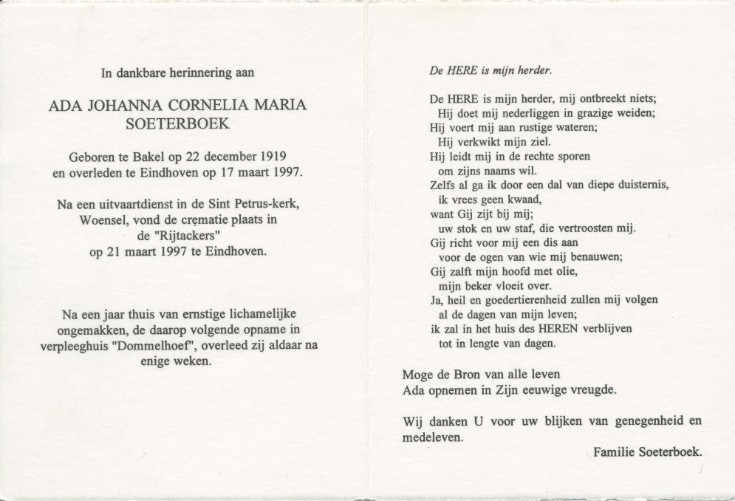 In dankbare herinnering aan
ADA JOHANNA CORNELIA MARIA
SOETERBOEK
Geboren te Bakel op 22 december 1919
en overleden te Eindhoven op 17 maart 1997.
Na een uitvaartdienst in de Sint Petrus-kerk,
Woensel, vond de crematie plaats in
de "Rijtackers"
op 21 maart 1997 te Eindhoven.
Na een jaar thuis van ernstige lichamelijke
ongemakken, de daarop volgende opname in
verpleeghuis "Dommelhoef", overleed zij aldaar na
enige weken.
De HERE is mijn herder.
De HERE is mijn herder, mij ontbreekt niets;
Hij doet mij nederliggen in grazige weiden;
Hij voert mij aan rustige wateren;
Hij verkwikt mijn ziel.
Hij leidt mij in de rechte sporen
om zijns naams wil.
Zelfs al ga ik door een dal van diepe duisternis,
ik vrees geen kwaad,
want Gij zijt bij mij;
uw stok en uw staf, die vertroosten mij.
Gij richt voor mij een dis aan
voor de ogen van wie mij benauwen;
Gij zalft mijn hoofd met olie,
mijn beker vloeit over.
Ja, heil en goedertierenheid zullen mij volgen
al de dagen van mijn leven;
ik zal in het huis des HEREN verblijven
tot in lengte van dagen.
Moge de Bron van alle leven
Ada opnemen in Zijn eeuwige vreugde.
Wij danken U voor uw blijken van genegenheid en
medeleven.
Familie Soeterboek.